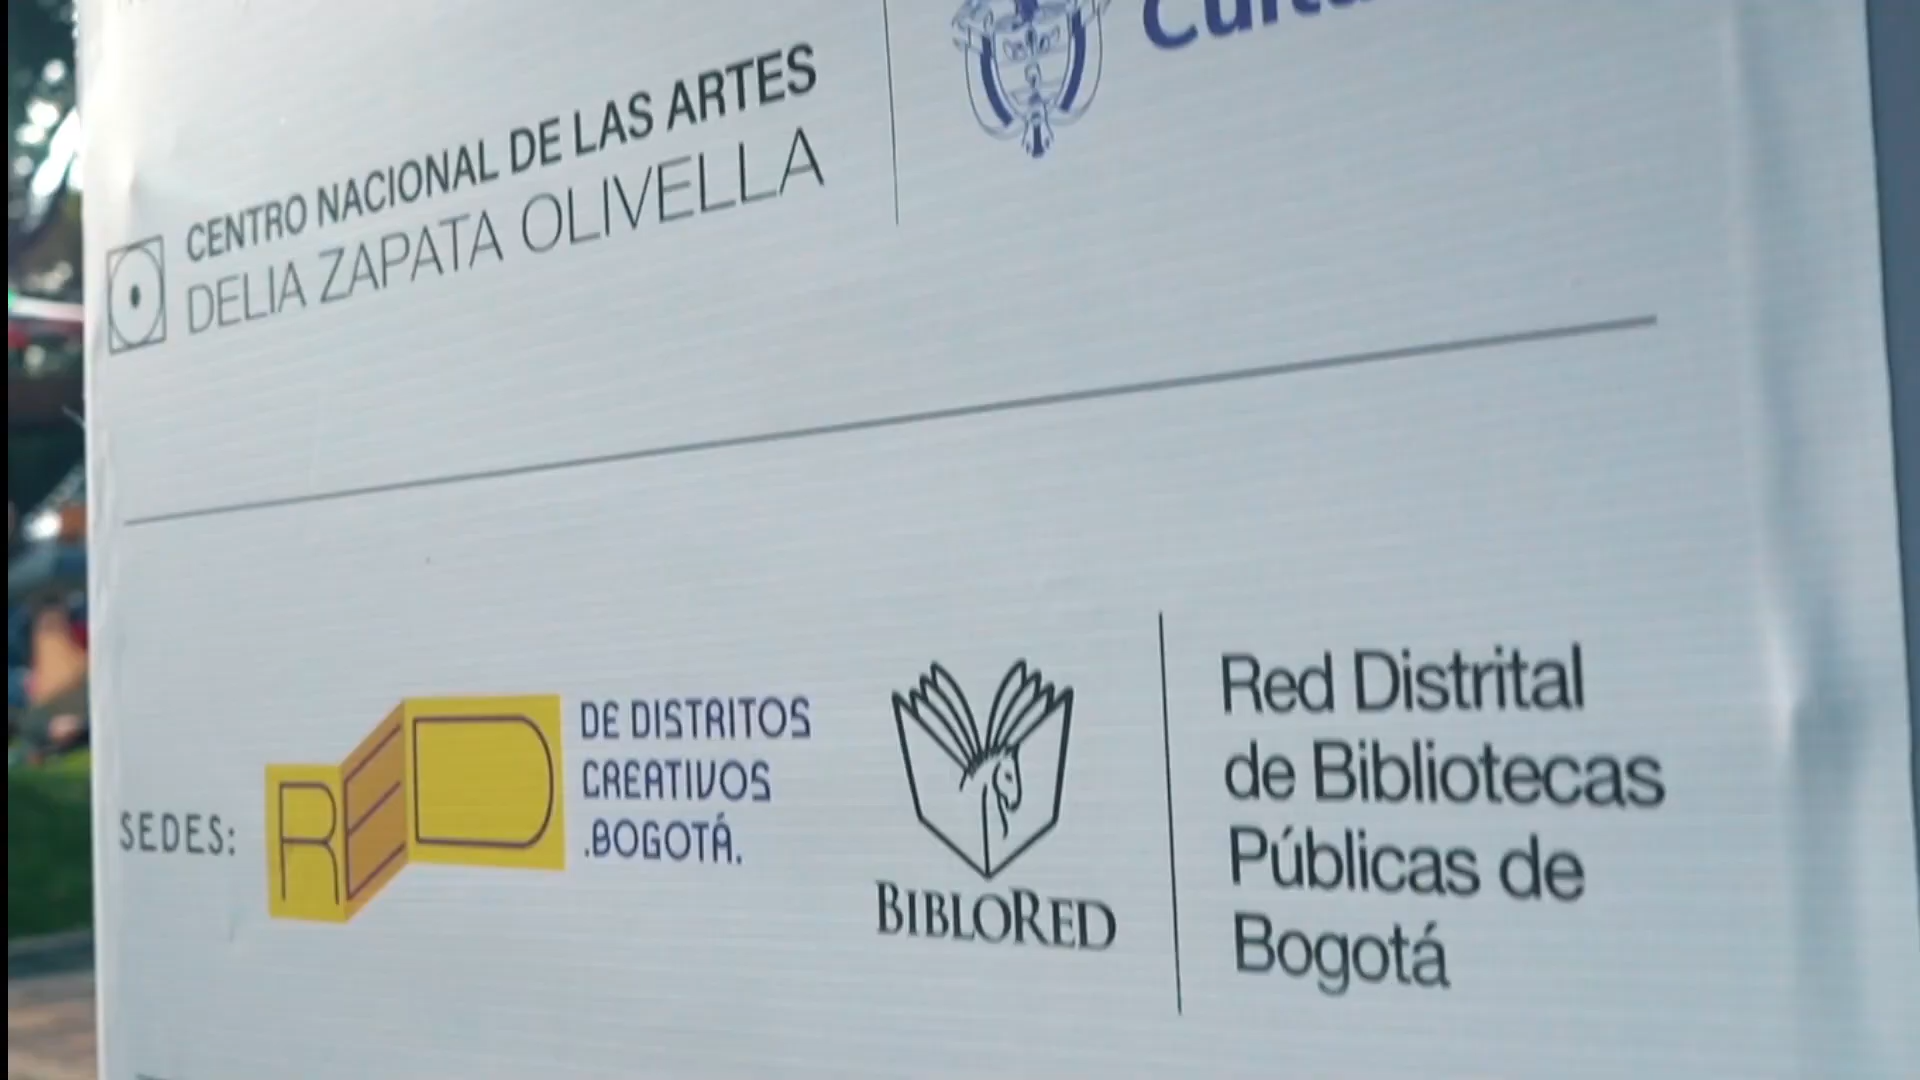 CENTRO NACIONAL DE LAS ARTES
DELIA ZAPATA OLIVELLA
SEDES:
RED
DE DISTRITOS
CREATIVOS
.BOGOTÁ.
BIBLORED
Red Distrital
de Bibliotecas
Públicas de
Bogotá